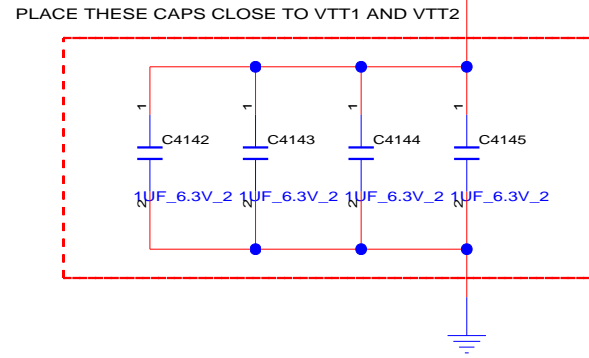 PLACE THESE CAPS CLOSE TO VTT1 AND VTT2
1 1 1 1
C4142 C4143 C4144 C4145
1UF_6.3V_2 1UF_6.3V_2 1UF_6.3V_2 1UF_6.3V_2
2 2 2 2